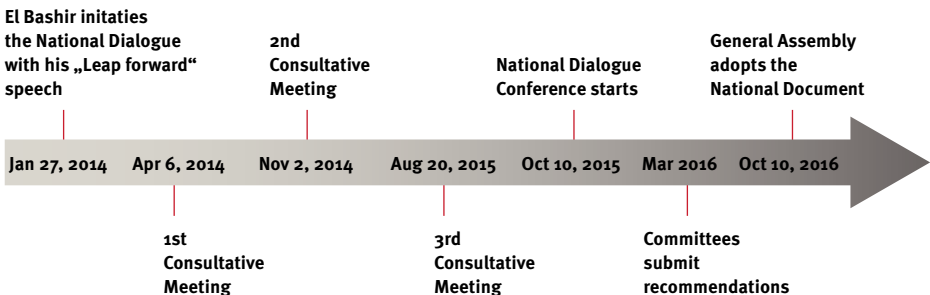 El Bashir initaties
the National Dialogue
with his „Leap forward“
speech
2nd
Consultative
Meeting
National Dialogue
Conference starts
General Assembly
adopts the
National Document
Jan 27, 2014 Apr 6, 2014 Nov 2, 2014 Aug 20, 2015 Oct 10, 2015 Mar 2016 Oct 10, 2016
1st
Consultative
Meeting
3rd
Consultative
Meeting
Committees
submit
recommendations